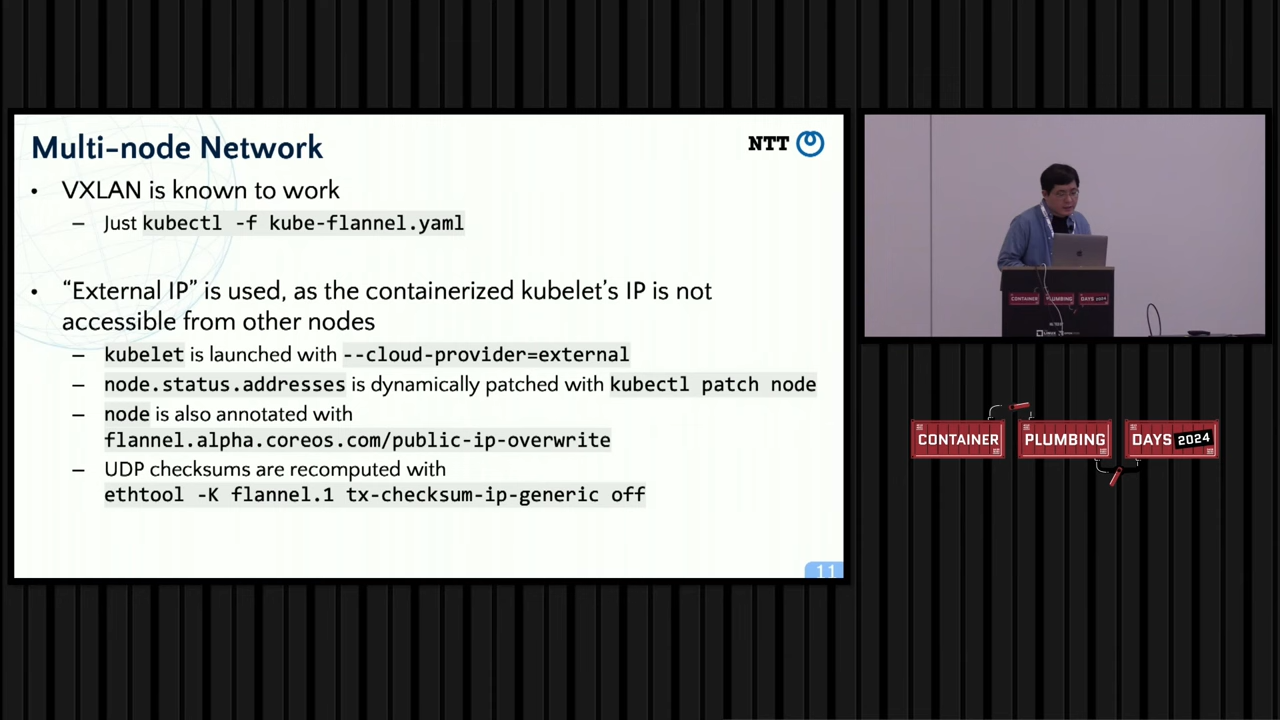 Multi-node Network
NTT
• VXLAN is known to work
– Just kubectl -f kube-flannel.yaml
• “External IP” is used, as the containerized kubelet’s IP is not
accessible from other nodes
– kubelet is launched with --cloud-provider=external
– node.status.addresses is dynamically patched with kubectl patch node
– node is also annotated with
flannel.alpha.coreos.com/public-ip-overwrite
– UDP checksums are recomputed with
ethtool -K flannel.1 tx-checksum-ip-generic off
11
CONTAINER PLUMBING DAYS 2024
CONTAINER PLUMBING DAYS 2024